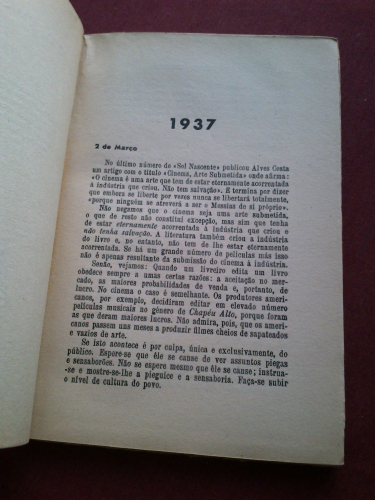 1937
2 de Março
No último número de «Sol Nascente» publicou Alves Costa
um artigo com o título «Cinema, Arte Submetida» onde afirma:
«O cinema é uma arte que tem de estar eternamente acorrentada
à indústria que criou. Não tem salvação». E termina por dizer
que embora se liberte por vezes nunca se libertará totalmente,
«porque ninguém se atreverá a ser o Messias de si próprio».
Não negamos que o cinema seja uma arte submetida,
o que de resto não constitui excepção, mas sim que tenha
de estar eternamente acorrentada à indústria que criou e
não tenha salvação. A literatura também criou a indústria
do livro e, no entanto, não tem de lhe estar eternamente
acorrentada. Se há um grande número de películas más isso
não é apenas resultante da submissão do cinema à indústria.
Senão, vejamos: Quando um livreiro edita um livro
obedece sempre a umas certas razões: a aceitação no mer-
cado, as maiores probabilidades de venda e, portanto, de
lucro. No cinema o caso é semelhante. Os produtores ameri-
canos, por exemplo, decidiram editar em elevado número
películas musicais no género de Chapéu Alto, porque foram
as que deram maiores lucros. Não admira, pois, que os ameri-
canos passem uns meses a produzir filmes cheios de sapateados
e vazios de arte.
Se isto acontece é por culpa, única e exclusivamente, do
público. Espere-se que êle se canse de ver assuntos piegas
e sensaborões. Não se espere mesmo que êle se canse; instrua-
-se e mostre-se-lhe a pieguice e a sensaboria. Faça-se subir
o nível de cultura do povo.